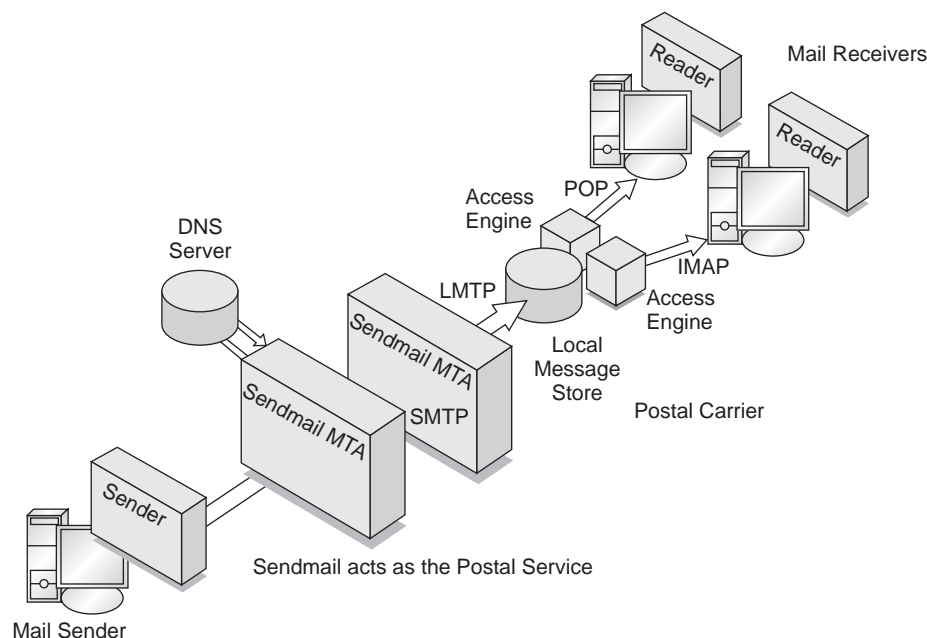 Mail Receivers
Reader
Reader
POP
Access
Engine
DNS
Server
IMAP
LMTP
Access
Engine
Sendmail MTA
Local
Message
Store
Sendmail MTA
SMTP
Postal Carrier
Sender
Sendmail acts as the Postal Service
Mail Sender